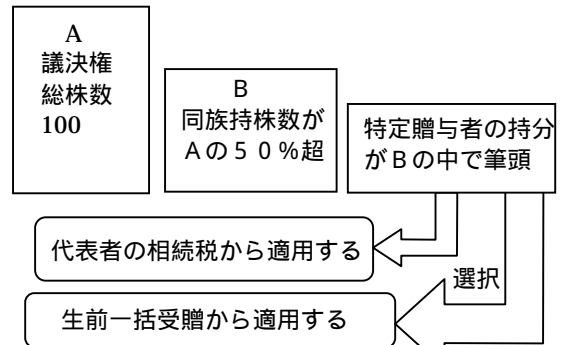 A
議決権
総株数
100
B
同族持株数が
Aの50%超
特定贈与者の持分
がBの中で筆頭
代表者の相続税から適用する
選択
生前一括受贈から適用する